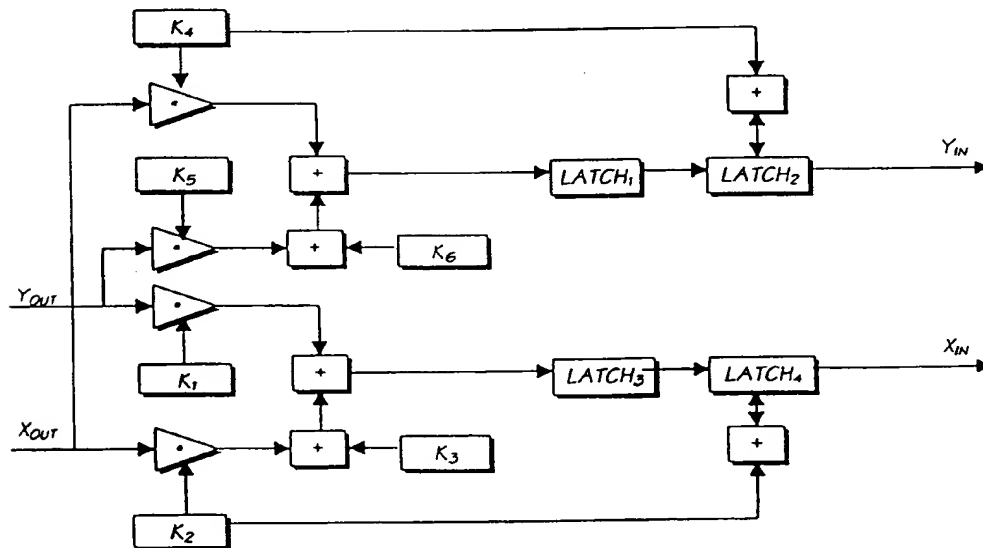 K4
•
+
K5
+
LATCH1
LATCH2
YIN
•
+
K6
YOUT
•
+
K1
LATCH3
LATCH4
XIN
XOUT
•
+
K3
+
K2